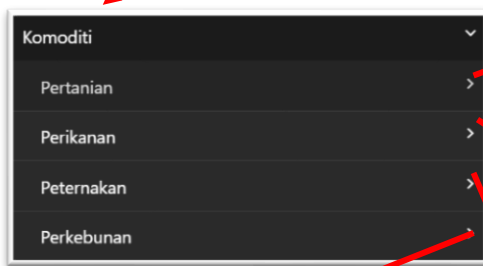 Komoditi
Pertanian
Perikanan
Peternakan
Perkebunan